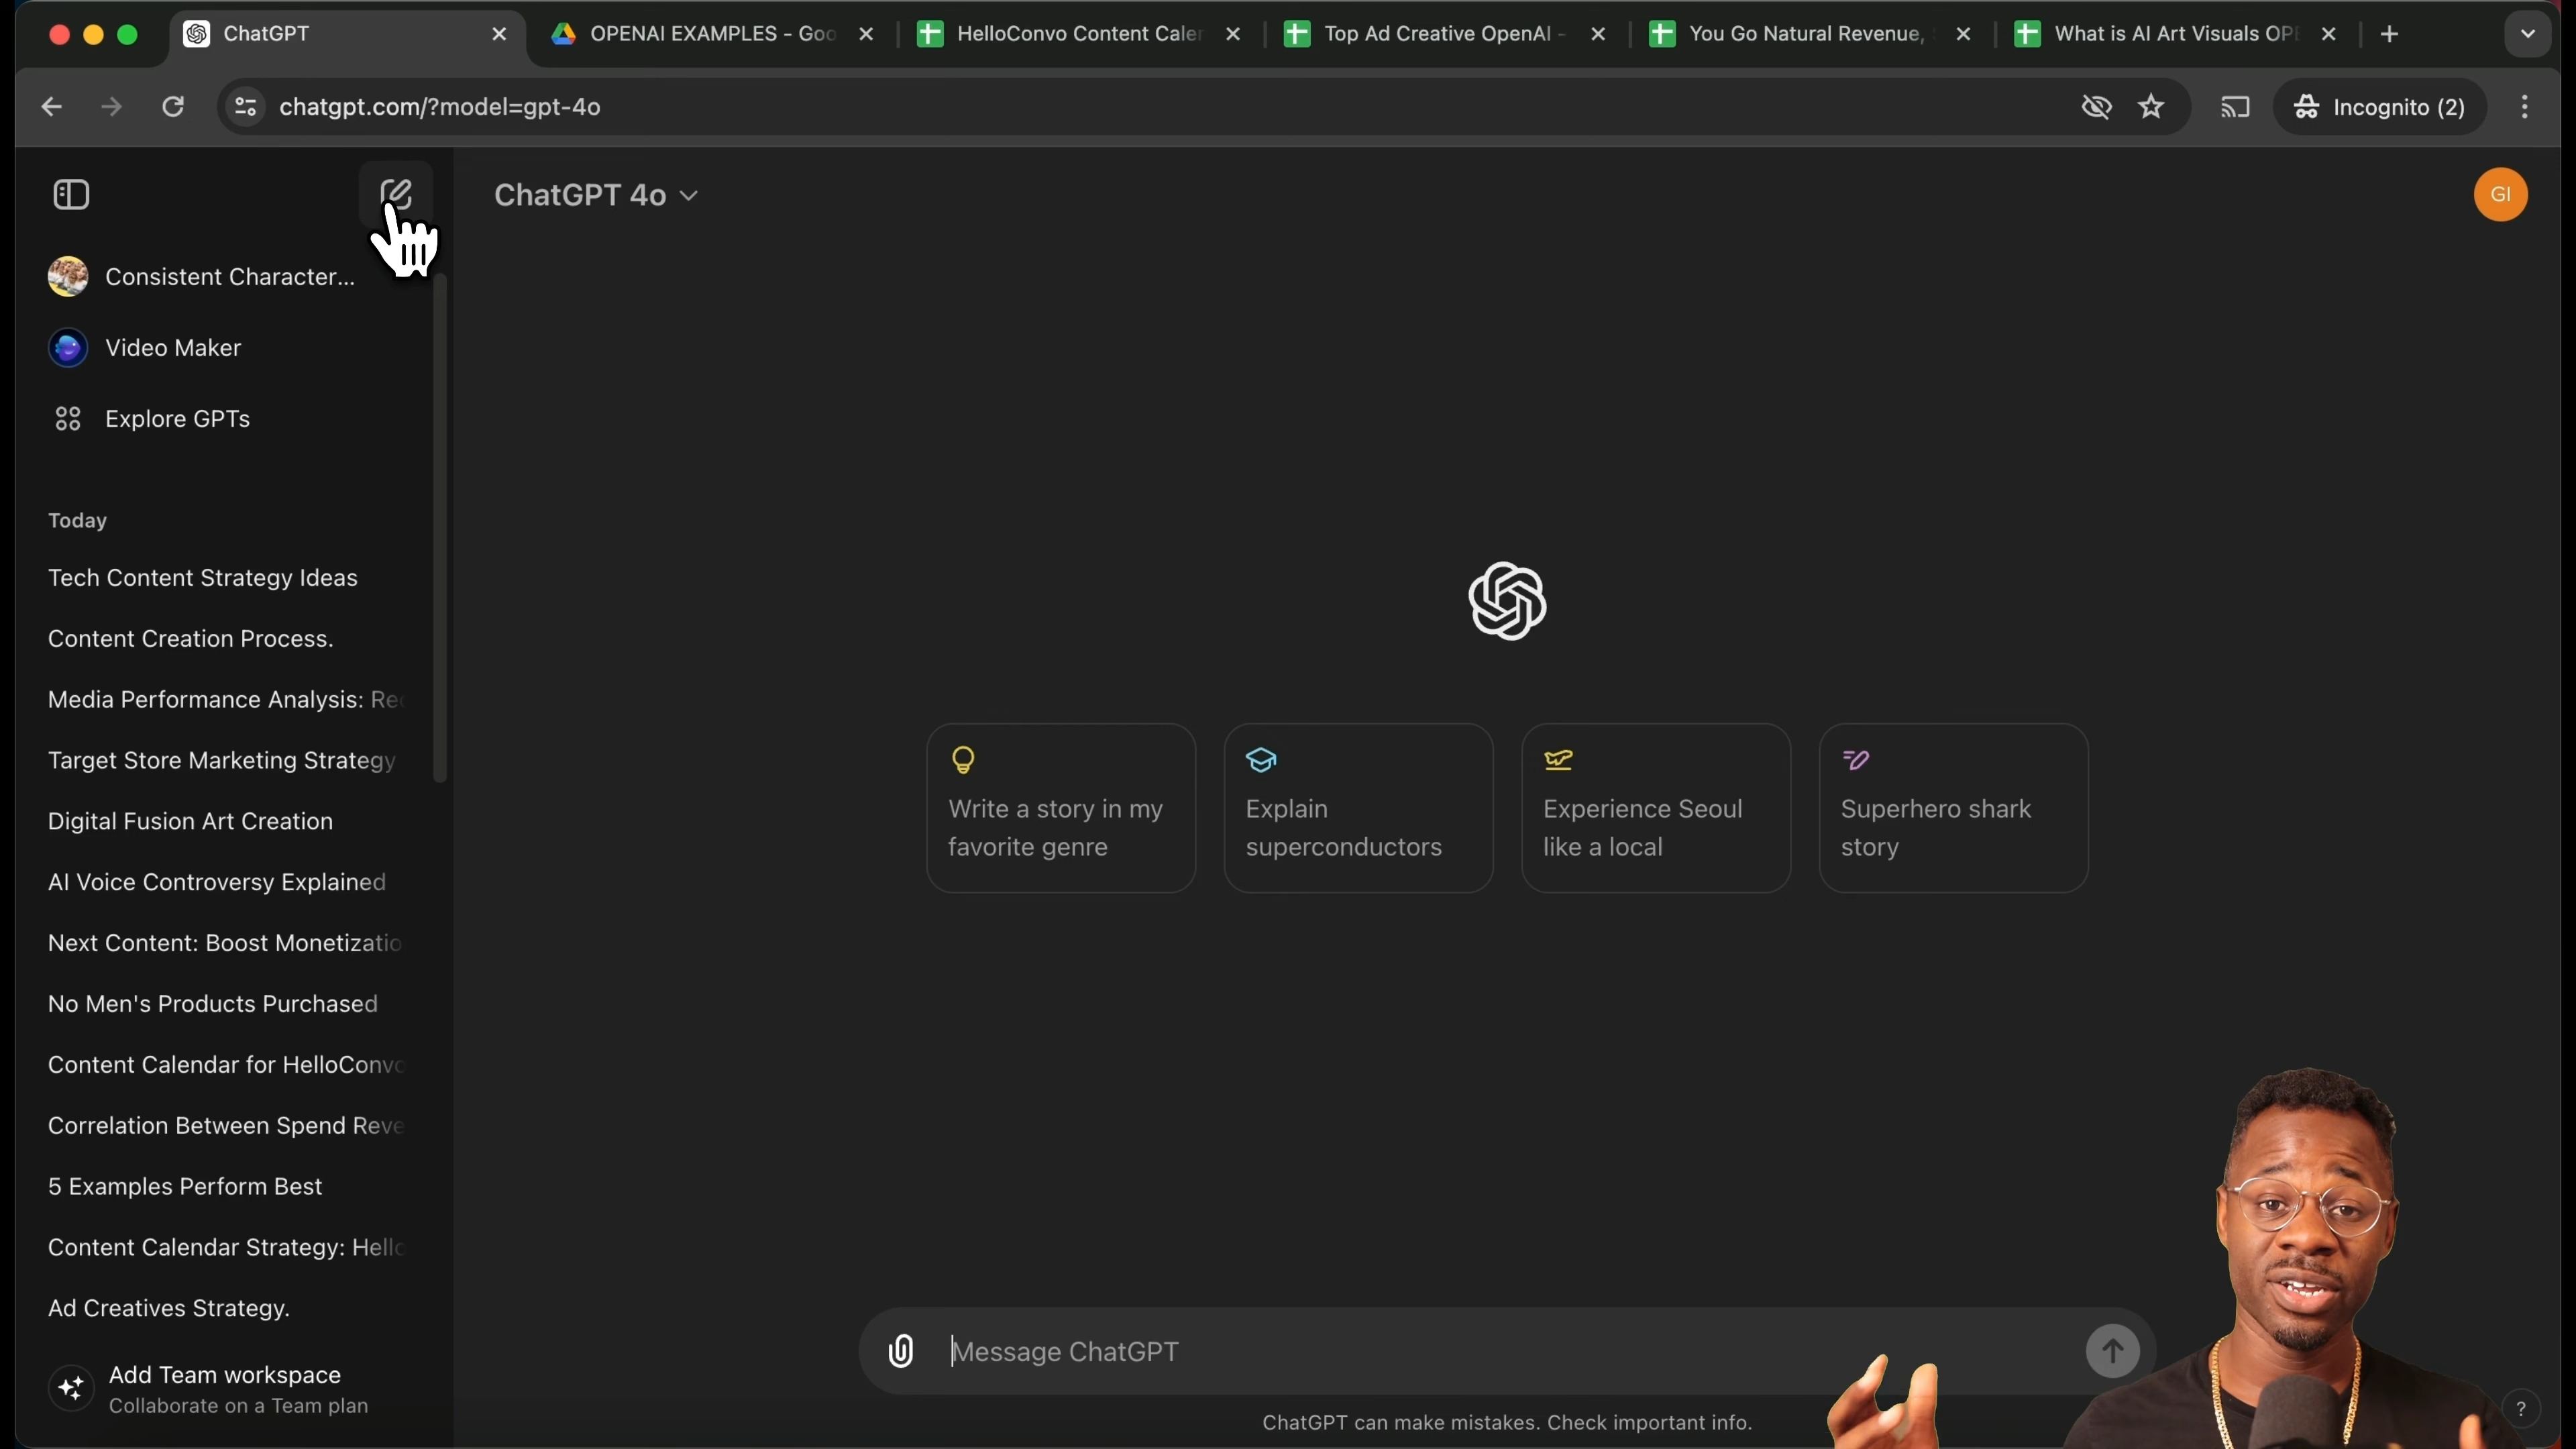 ChatGPT
OPENAI EXAMPLES - Goo
HelloConvo Content Caler
Top Ad Creative OpenAI -
You Go Natural Revenue,
What is AI Art Visuals OPE
chatgpt.com/?model=gpt-4o
Incognito (2)
ChatGPT 4o
GI
Consistent Character...
Video Maker
Explore GPTs
Today
Tech Content Strategy Ideas
Content Creation Process.
Media Performance Analysis: Rec
Target Store Marketing Strategy
Digital Fusion Art Creation
AI Voice Controversy Explained
Next Content: Boost Monetizatio
No Men's Products Purchased
Content Calendar for HelloConvo
Correlation Between Spend Reve
5 Examples Perform Best
Content Calendar Strategy: Hello
Ad Creatives Strategy.
Add Team workspace
Collaborate on a Team plan
Write a story in my
favorite genre
Explain
superconductors
Experience Seoul
like a local
Superhero shark
story
Message ChatGPT
ChatGPT can make mistakes. Check important info.
?